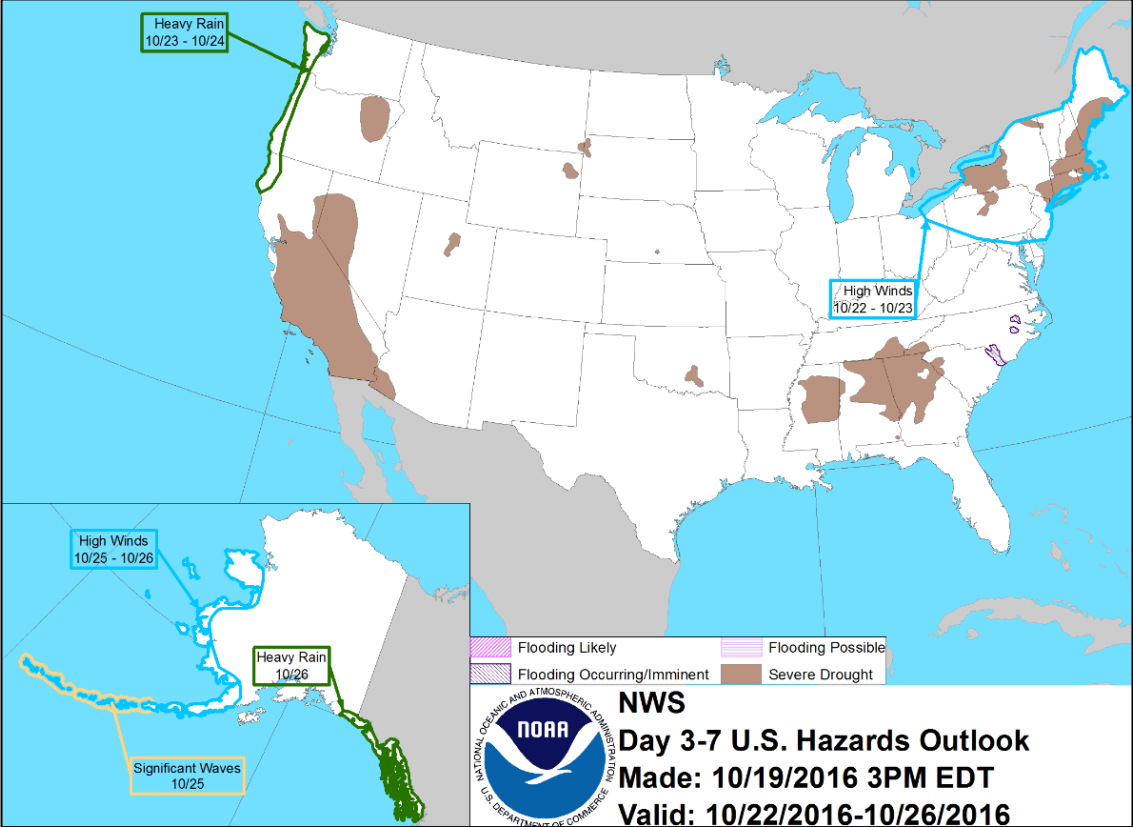 Heavy Rain
10/23 - 10/24
High Winds
10/22 - 10/23
High Winds
10/25 - 10/26
Heavy Rain
10/26
Significant Waves
10/25
Flooding Likely
Flooding Possible
Flooding Occurring/Imminent
Severe Drought
NATIONAL OCEANIC AND ATMOSPHERIC ADMINISTRATION
NOAA
U.S. DEPARTMENT OF COMMERCE
NWS
Day 3-7 U.S. Hazards Outlook
Made: 10/19/2016 3PM EDT
Valid: 10/22/2016-10/26/2016